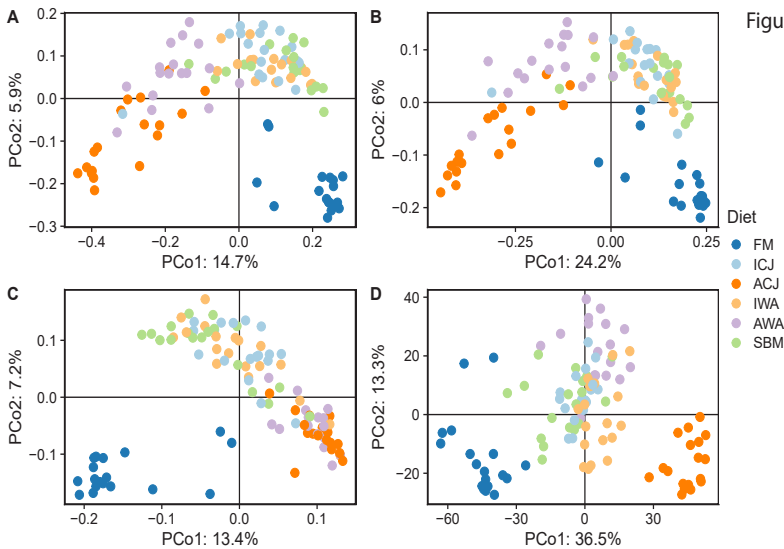 Figu
A
0.1
0.0
−0.1
−0.2
−0.3
PCo2: 5.9%
−0.4
−0.2
0.0
0.2
PCo1: 14.7%
B
0.1
0.0
−0.1
−0.2
PCo2: 6%
−0.25
0.00
0.25
PCo1: 24.2%
C
0.1
0.0
−0.1
PCo2: 7.2%
−0.2
−0.1
0.0
0.1
PCo1: 13.4%
D
40
20
0
−20
PCo2: 13.3%
−60
−30
0
30
PCo1: 36.5%
Diet
FM
ICJ
ACJ
IWA
AWA
SBM